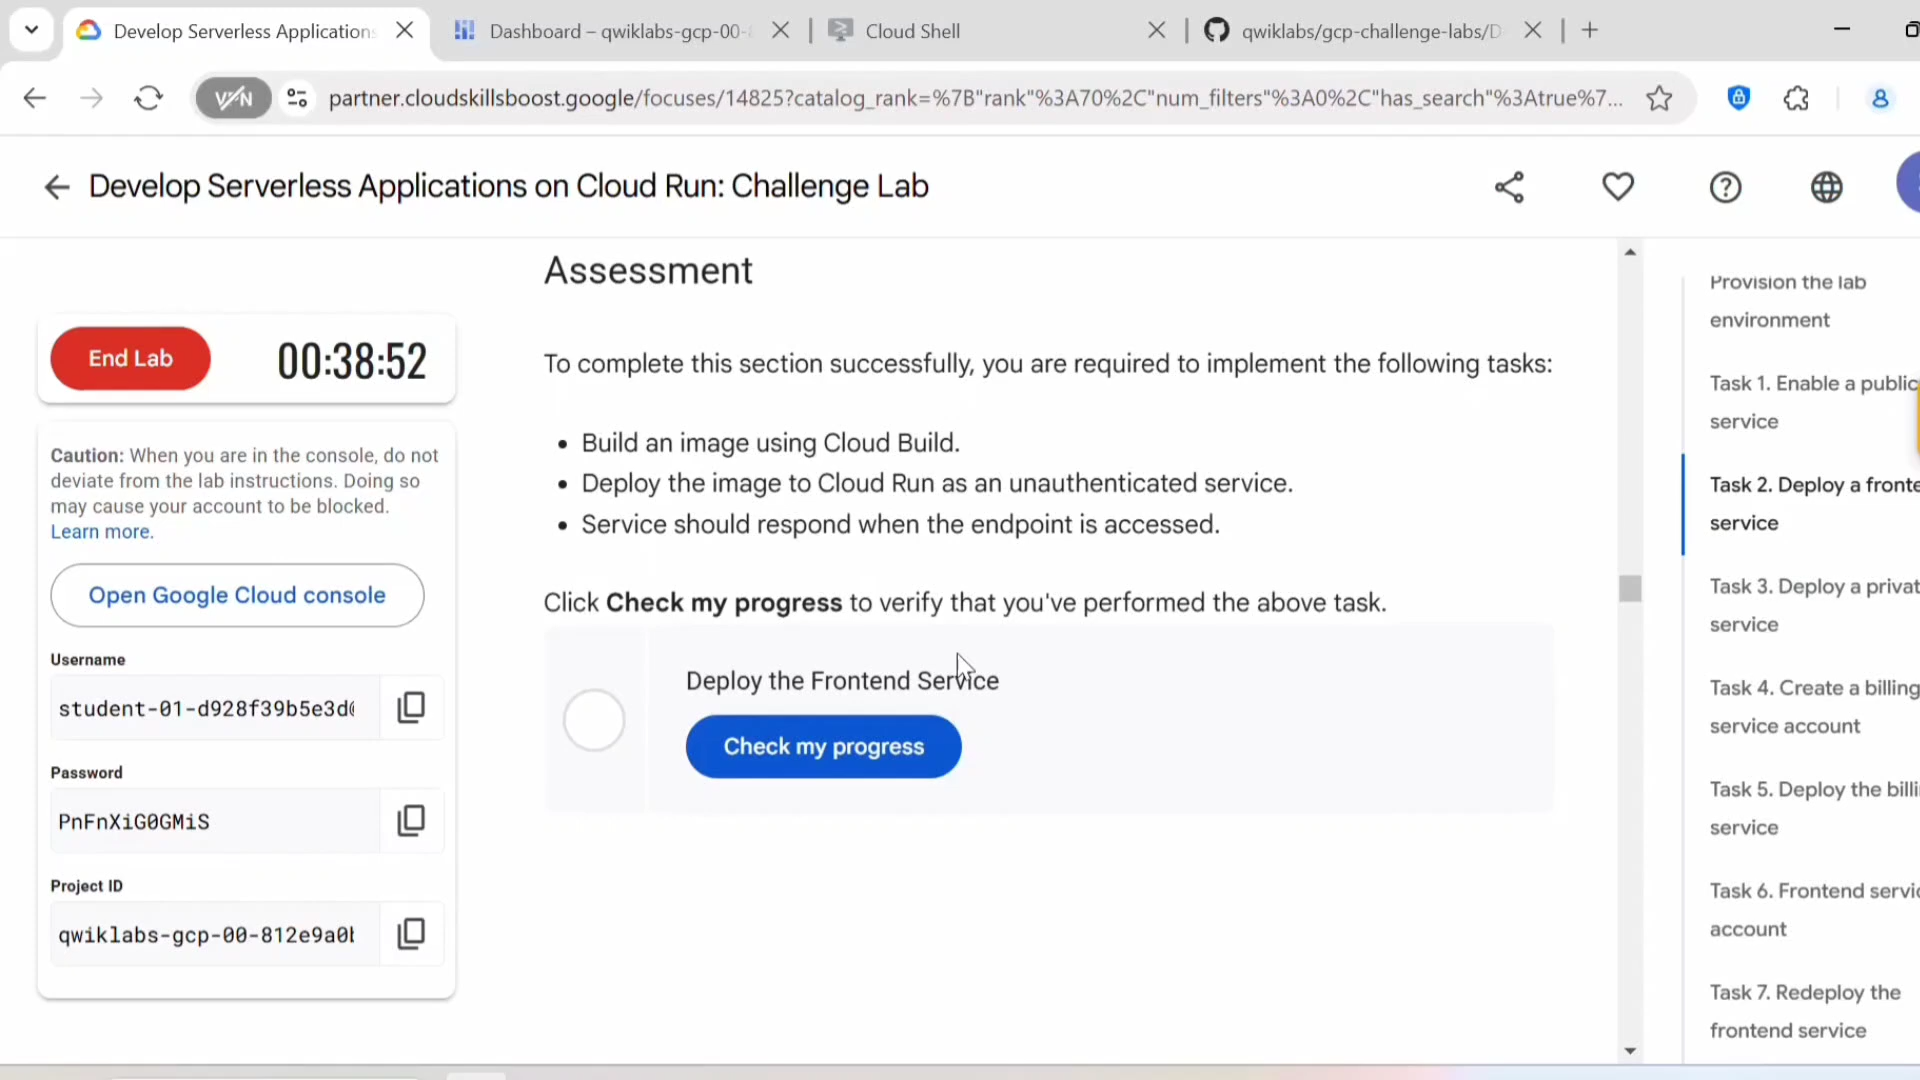 Develop Serverless Applications
Dashboard – qwiklabs-gcp-00-
Cloud Shell
qwiklabs/gcp-challenge-labs/D
VPN
partner.cloudskillsboost.google/focuses/14825?catalog_rank=%7B"rank"%3A70%2C"num_filters"%3A0%2C"has_search"%3Atrue%7...
Develop Serverless Applications on Cloud Run: Challenge Lab
End Lab
00:38:52
Caution: When you are in the console, do not
deviate from the lab instructions. Doing so
may cause your account to be blocked.
Learn more.
Open Google Cloud console
Username
student-01-d928f39b5e3d
Password
PnFnXiG0GMiS
Project ID
qwiklabs-gcp-00-812e9a0
Assessment
To complete this section successfully, you are required to implement the following tasks:
• Build an image using Cloud Build.
• Deploy the image to Cloud Run as an unauthenticated service.
• Service should respond when the endpoint is accessed.
Click Check my progress to verify that you've performed the above task.
Deploy the Frontend Service
Check my progress
Provision the lab
environment
Task 1. Enable a public
service
Task 2. Deploy a fronte
service
Task 3. Deploy a privat
service
Task 4. Create a billing
service account
Task 5. Deploy the billi
service
Task 6. Frontend servic
account
Task 7. Redeploy the
frontend service